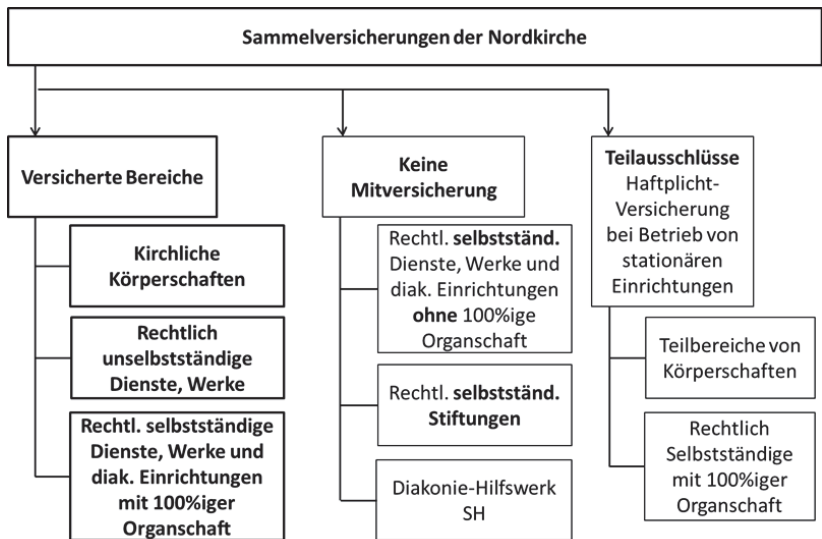 Sammelversicherungen der Nordkirche
Versicherte Bereiche
Kirchliche
Körperschaften
Rechtlich
unselbstständige
Dienste, Werke
Rechtl. selbstständige
Dienste, Werke und
diak. Einrichtungen
mit 100%iger
Organschaft
Keine
Mitversicherung
Rechtl. selbstständ.
Dienste, Werke und
diak. Einrichtungen
ohne 100%ige
Organschaft
Rechtl. selbstständ.
Stiftungen
Diakonie-Hilfswerk
SH
Teilausschlüsse
Haftplicht-
Versicherung
bei Betrieb von
stationären
Einrichtungen
Teilbereiche von
Körperschaften
Rechtlich
Selbstständige
mit 100%iger
Organschaft